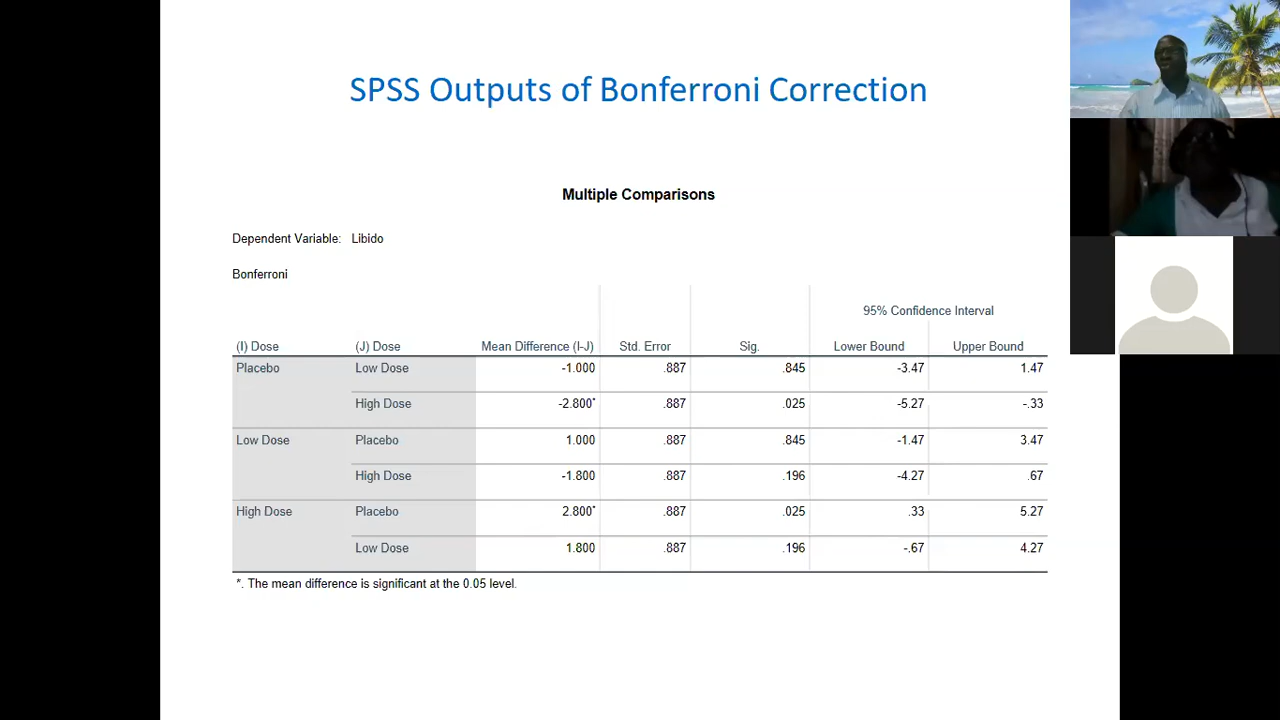 SPSS Outputs of Bonferroni Correction
Multiple Comparisons
Dependent Variable: Libido
Bonferroni
95% Confidence Interval
(I) Dose (J) Dose Mean Difference (I-J) Std. Error Sig. Lower Bound Upper Bound
Placebo Low Dose -1.000 .887 .845 -3.47 1.47
High Dose -2.800* .887 .025 -5.27 -.33
Low Dose Placebo 1.000 .887 .845 -1.47 3.47
High Dose -1.800 .887 .196 -4.27 .67
High Dose Placebo 2.800* .887 .025 .33 5.27
Low Dose 1.800 .887 .196 -.67 4.27
*. The mean difference is significant at the 0.05 level.